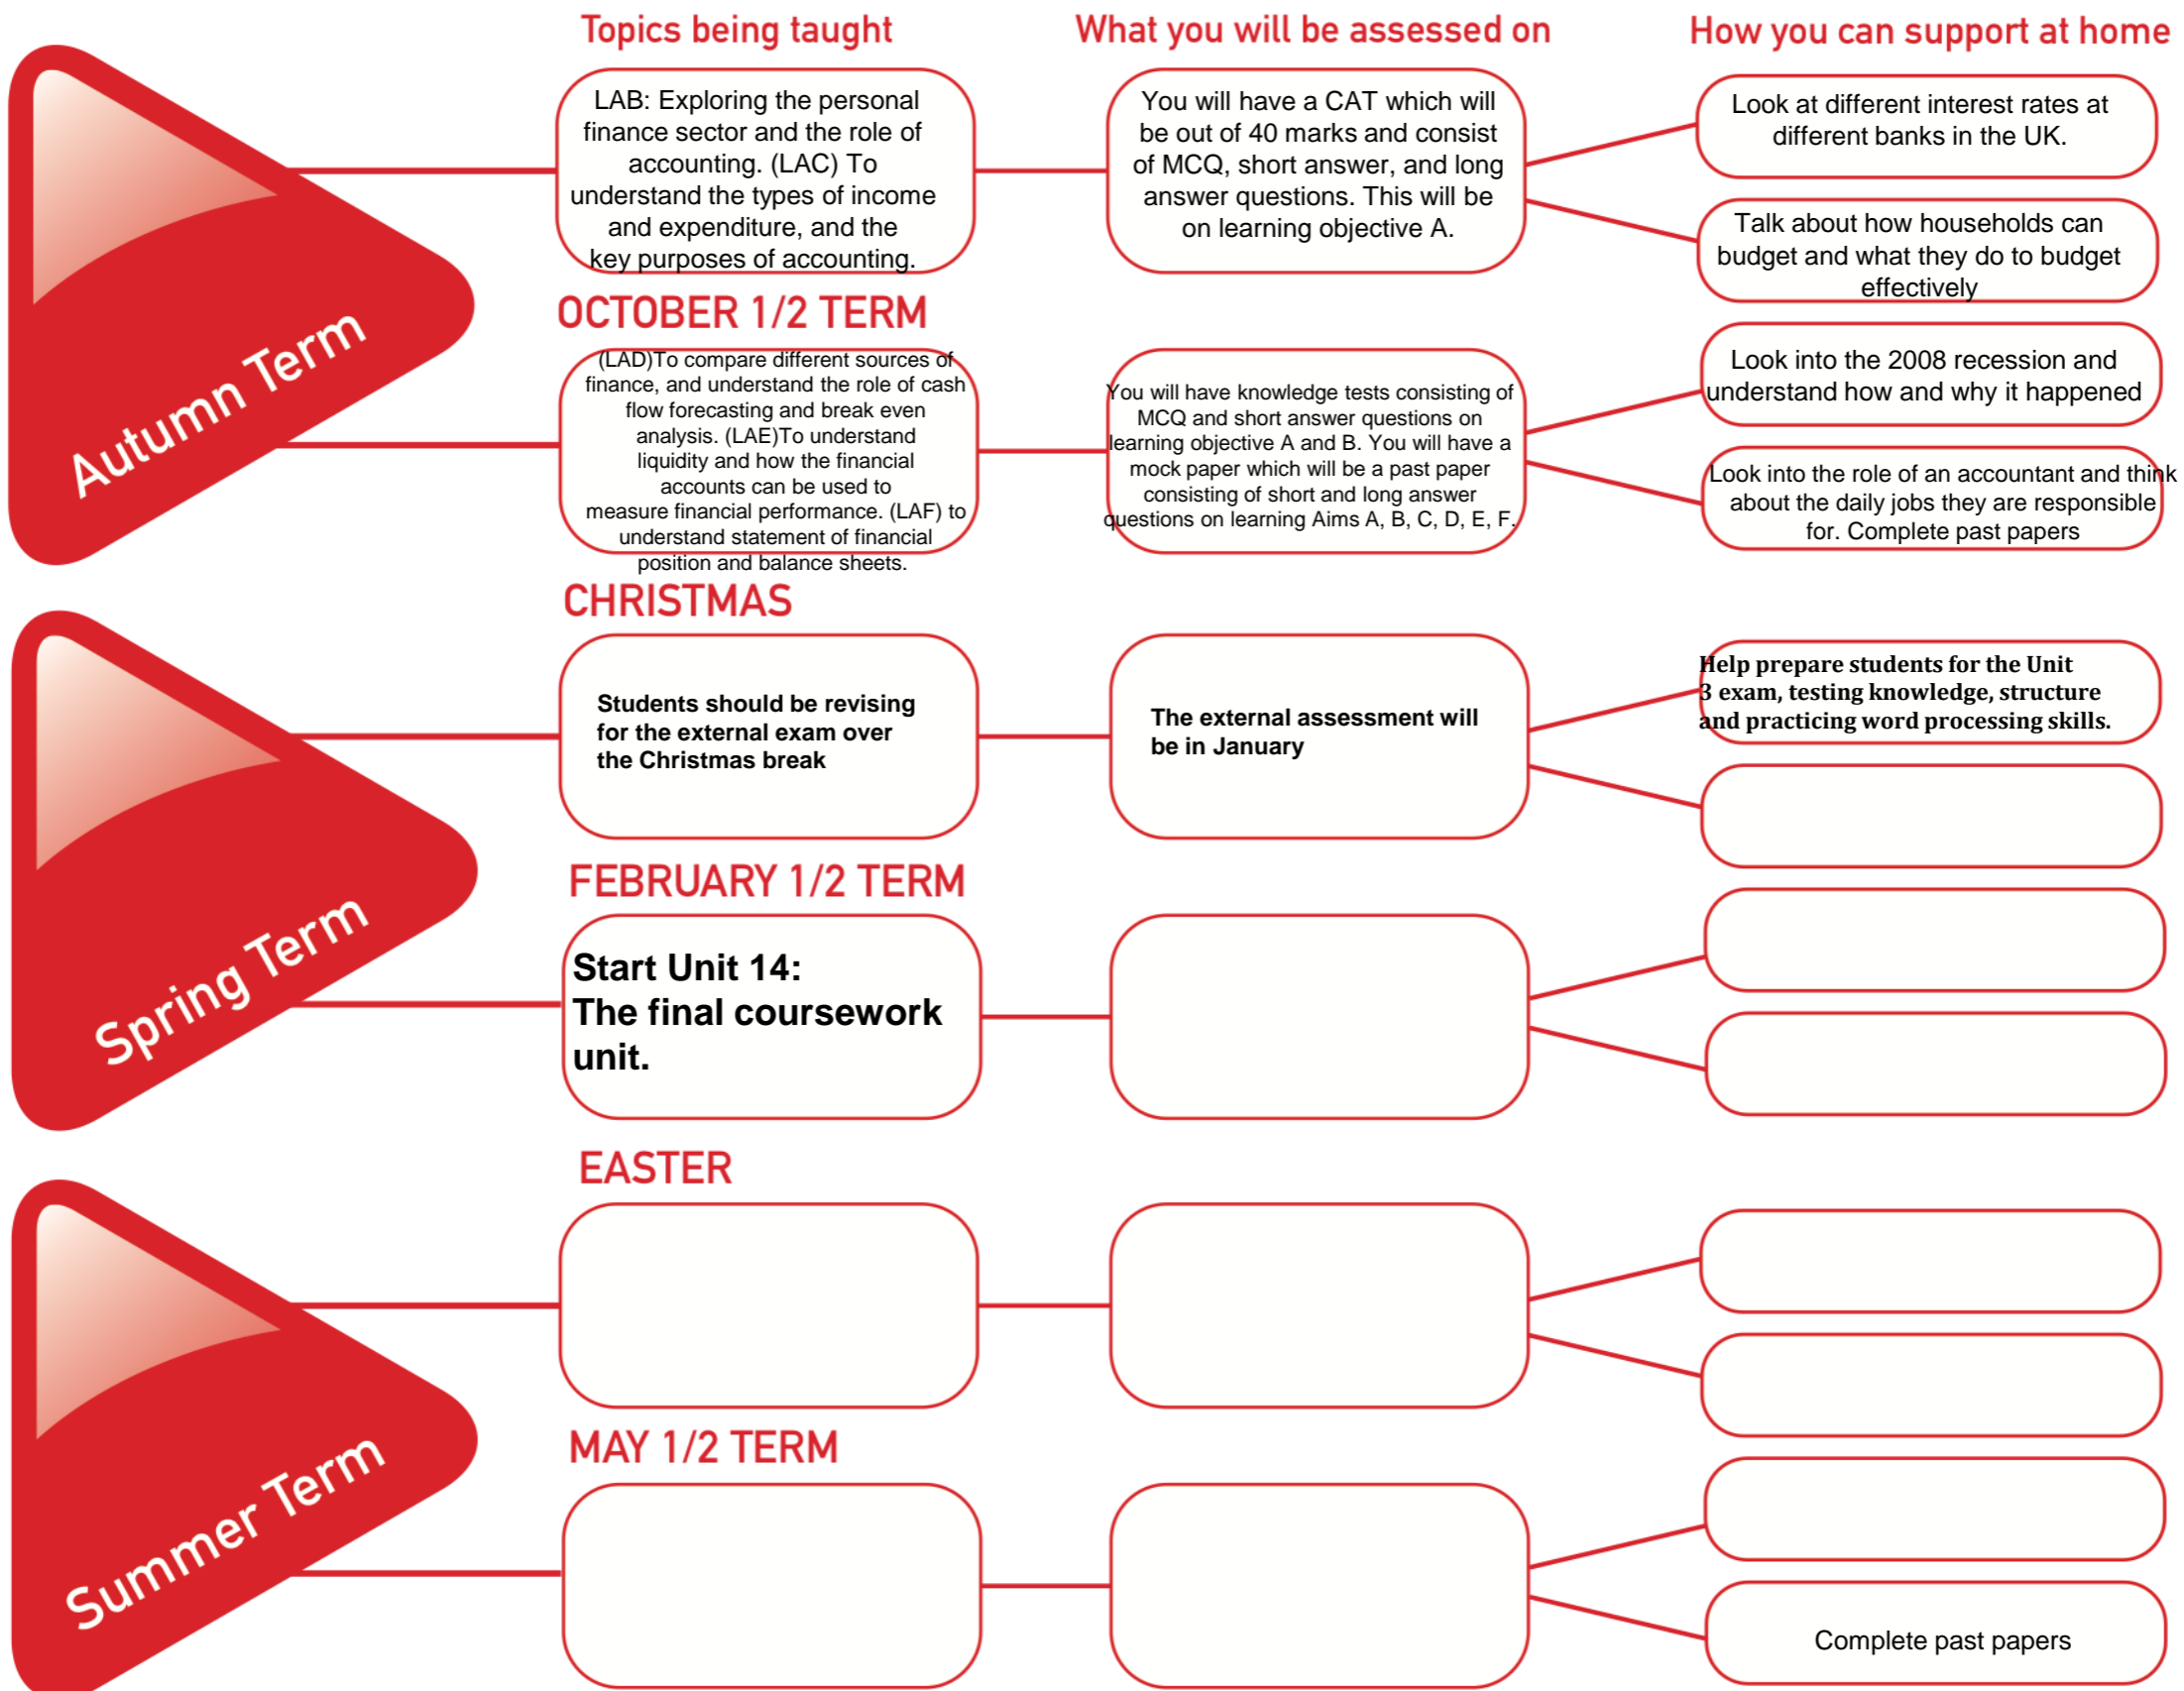 Topics being taught
What you will be assessed on
How you can support at home
Autumn Term
LAB: Exploring the personal
finance sector and the role of
accounting. (LAC) To
understand the types of income
and expenditure, and the
key purposes of accounting.
You will have a CAT which will
be out of 40 marks and consist
of MCQ, short answer, and long
answer questions. This will be
on learning objective A.
Look at different interest rates at
different banks in the UK.
Talk about how households can
budget and what they do to budget
effectively
OCTOBER 1/2 TERM
(LAD)To compare different sources of
finance, and understand the role of cash
flow forecasting and break even
analysis. (LAE)To understand
liquidity and how the financial
accounts can be used to
measure financial performance. (LAF) to
understand statement of financial
position and balance sheets.
You will have knowledge tests consisting of
MCQ and short answer questions on
learning objective A and B. You will have a
mock paper which will be a past paper
consisting of short and long answer
questions on learning Aims A, B, C, D, E, F.
Look into the 2008 recession and
understand how and why it happened
Look into the role of an accountant and think
about the daily jobs they are responsible
for. Complete past papers
CHRISTMAS
Spring Term
Students should be revising
for the external exam over
the Christmas break
The external assessment will
be in January
Help prepare students for the Unit
3 exam, testing knowledge, structure
and practicing word processing skills.
FEBRUARY 1/2 TERM
Start Unit 14:
The final coursework
unit.
EASTER
Summer Term
MAY 1/2 TERM
Complete past papers